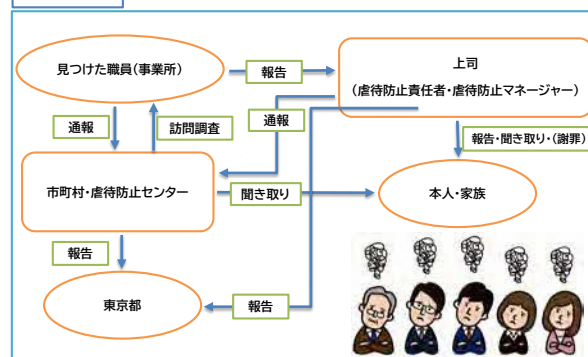 見つけた職員(事業所)
報告
上司
(虐待防止責任者・虐待防止マネージャー)
通報
訪問調査
通報
報告・聞き取り・(謝罪)
市町村・虐待防止センター
聞き取り
本人・家族
報告
東京都
報告